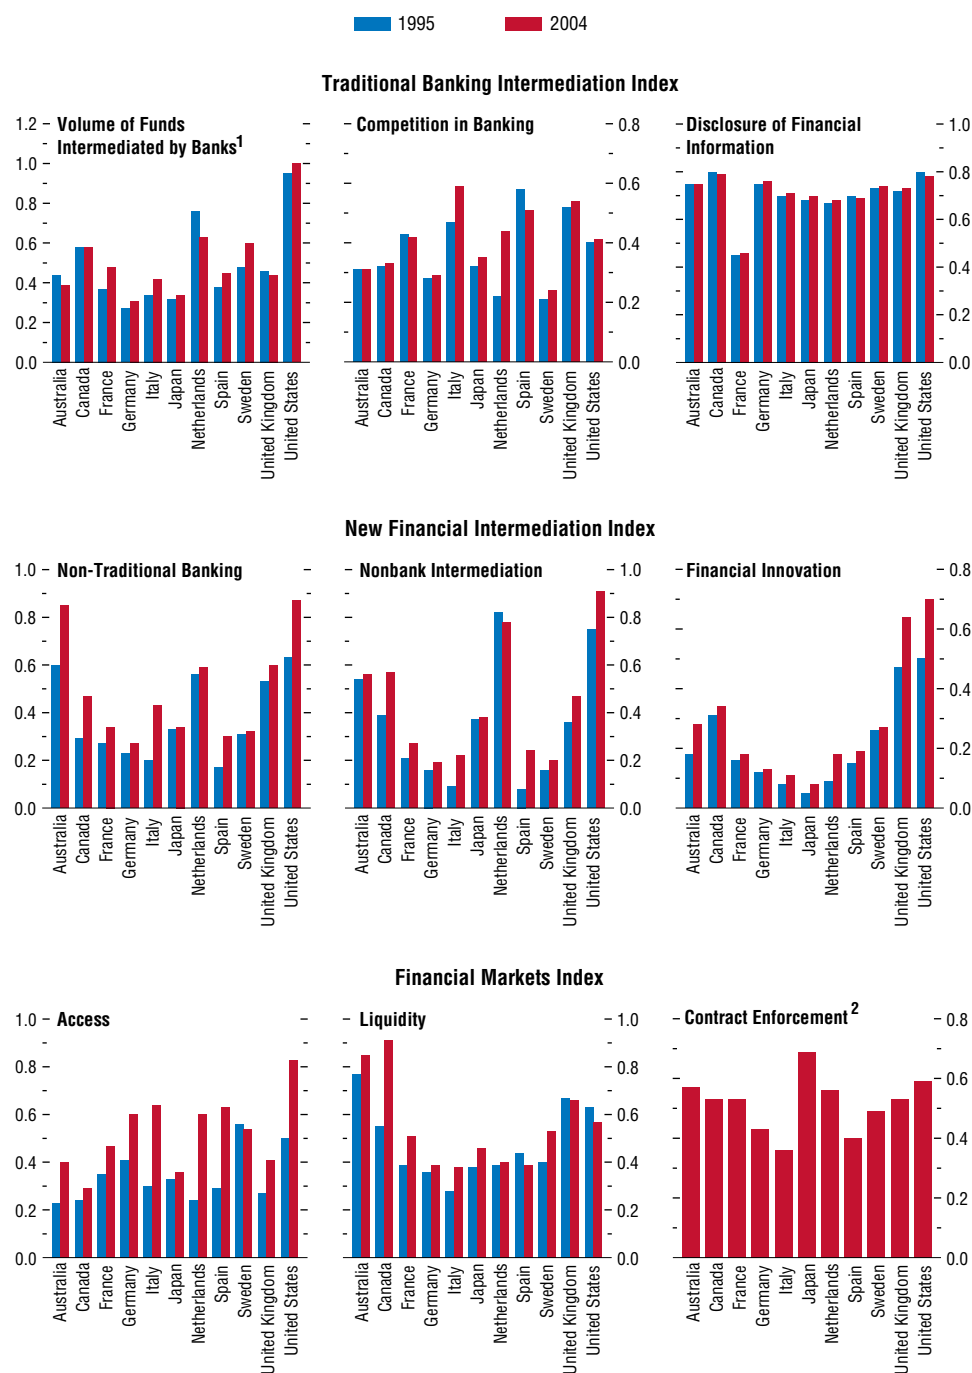 1995 2004
Traditional Banking Intermediation Index
Volume of Funds
Intermediated by Banks1
1.2
1.0
0.8
0.6
0.4
0.2
0.0
Australia
Canada
France
Germany
Italy
Japan
Netherlands
Spain
Sweden
United Kingdom
United States
Competition in Banking
0.8
0.6
0.4
0.2
0.0
Australia
Canada
France
Germany
Italy
Japan
Netherlands
Spain
Sweden
United Kingdom
United States
Disclosure of Financial
Information
1.0
0.8
0.6
0.4
0.2
0.0
Australia
Canada
France
Germany
Italy
Japan
Netherlands
Spain
Sweden
United Kingdom
United States
New Financial Intermediation Index
Non-Traditional Banking
1.0
0.8
0.6
0.4
0.2
0.0
Australia
Canada
France
Germany
Italy
Japan
Netherlands
Spain
Sweden
United Kingdom
United States
Nonbank Intermediation
1.0
0.8
0.6
0.4
0.2
0.0
Australia
Canada
France
Germany
Italy
Japan
Netherlands
Spain
Sweden
United Kingdom
United States
Financial Innovation
0.8
0.6
0.4
0.2
0.0
Australia
Canada
France
Germany
Italy
Japan
Netherlands
Spain
Sweden
United Kingdom
United States
Financial Markets Index
Access
1.0
0.8
0.6
0.4
0.2
0.0
Australia
Canada
France
Germany
Italy
Japan
Netherlands
Spain
Sweden
United Kingdom
United States
Liquidity
1.0
0.8
0.6
0.4
0.2
0.0
Australia
Canada
France
Germany
Italy
Japan
Netherlands
Spain
Sweden
United Kingdom
United States
Contract Enforcement 2
0.8
0.6
0.4
0.2
0.0
Australia
Canada
France
Germany
Italy
Japan
Netherlands
Spain
Sweden
United Kingdom
United States